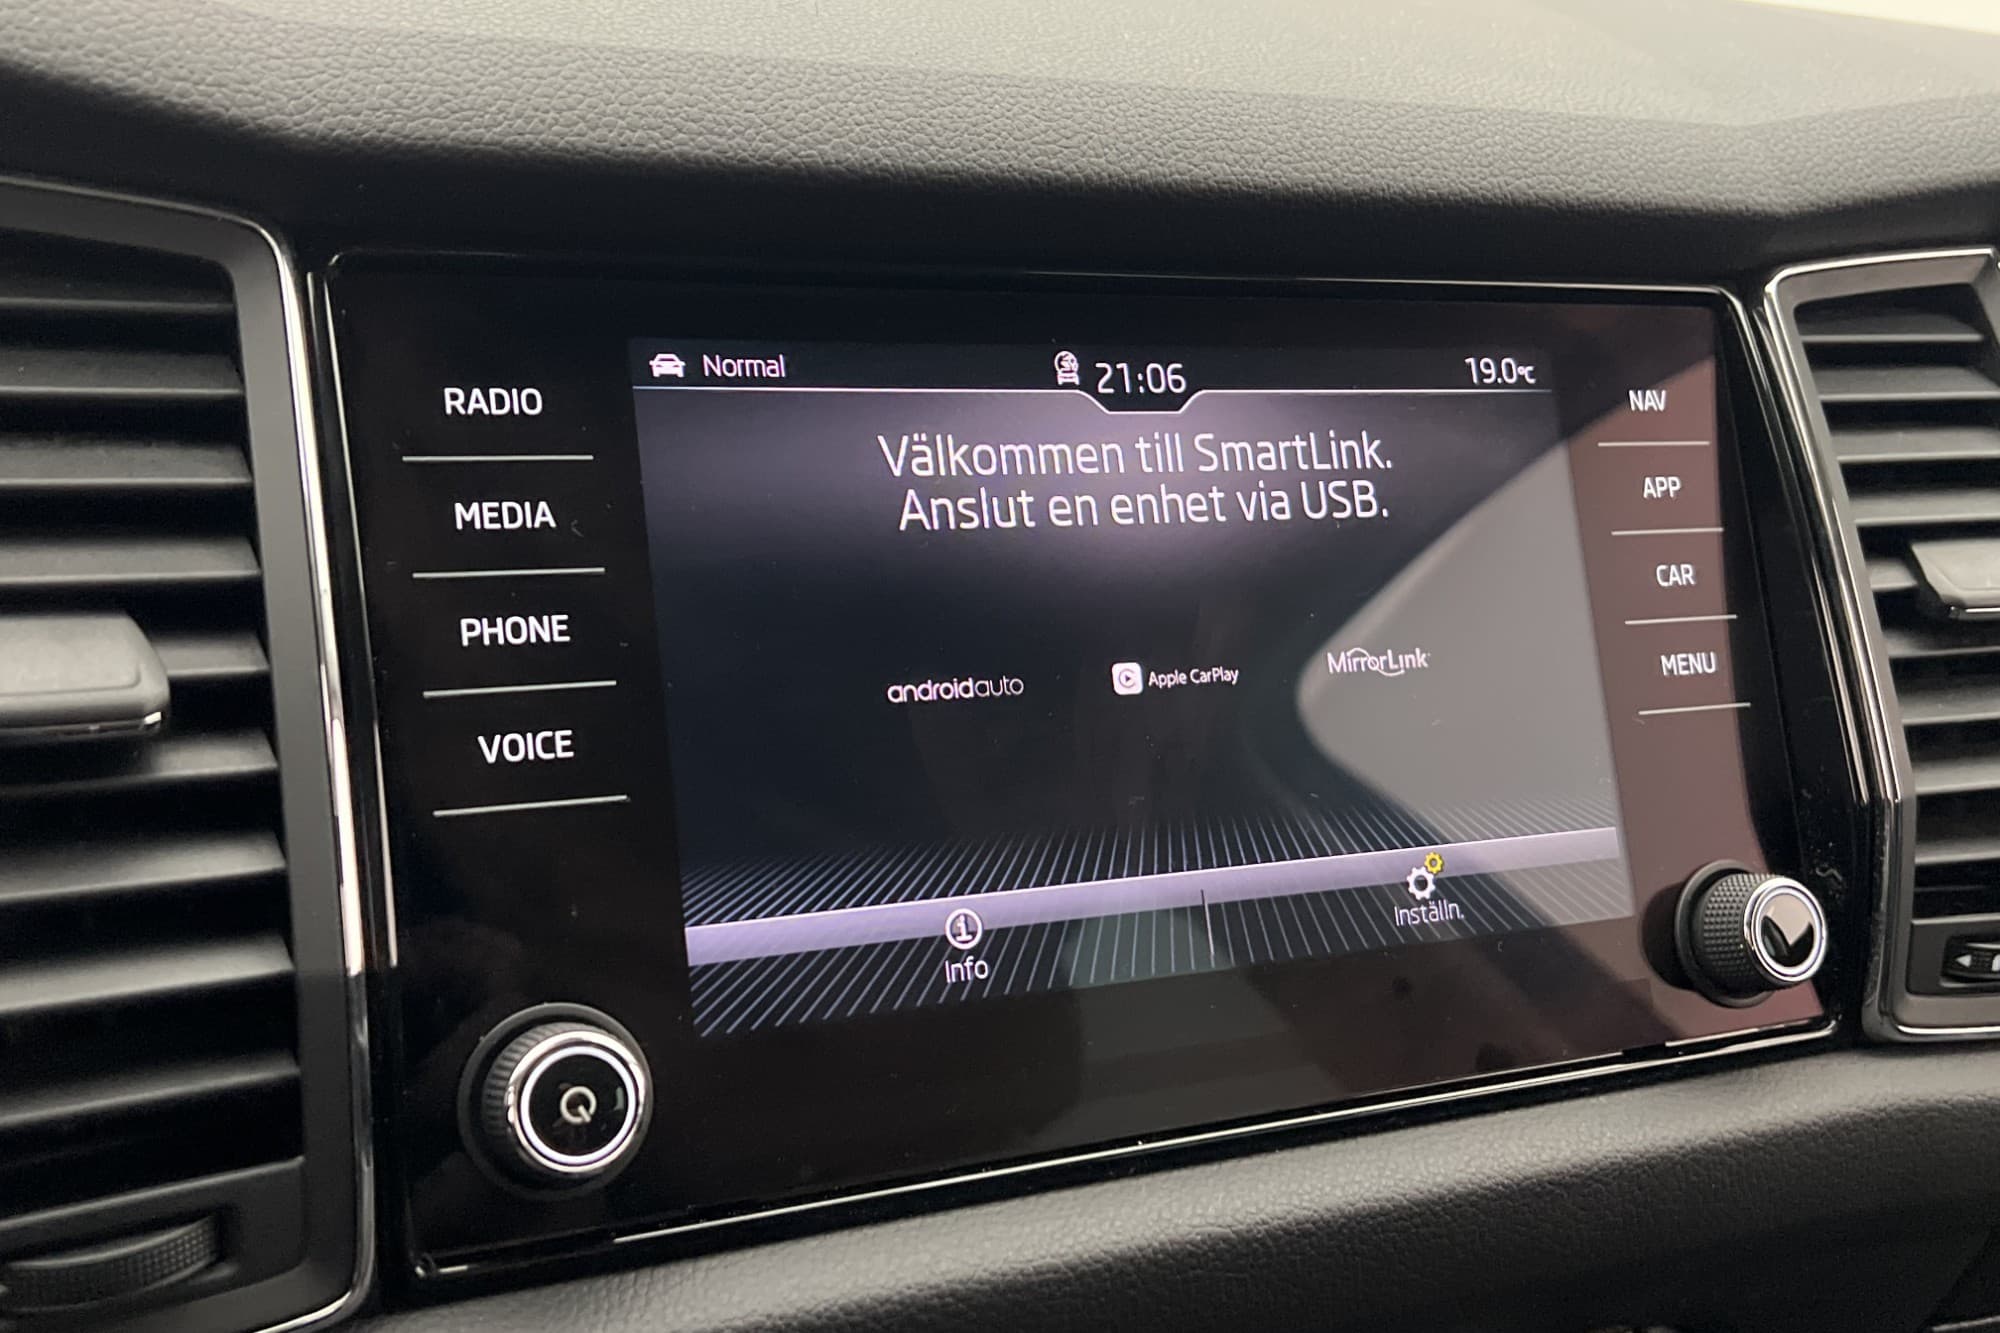 Normal
21:06
19.0°C
RADIO
MEDIA
PHONE
VOICE
Välkommen till SmartLink.
Anslut en enhet via USB.
androidauto
Apple CarPlay
MirrorLink
Info
Inställn.
NAV
APP
CAR
MENU